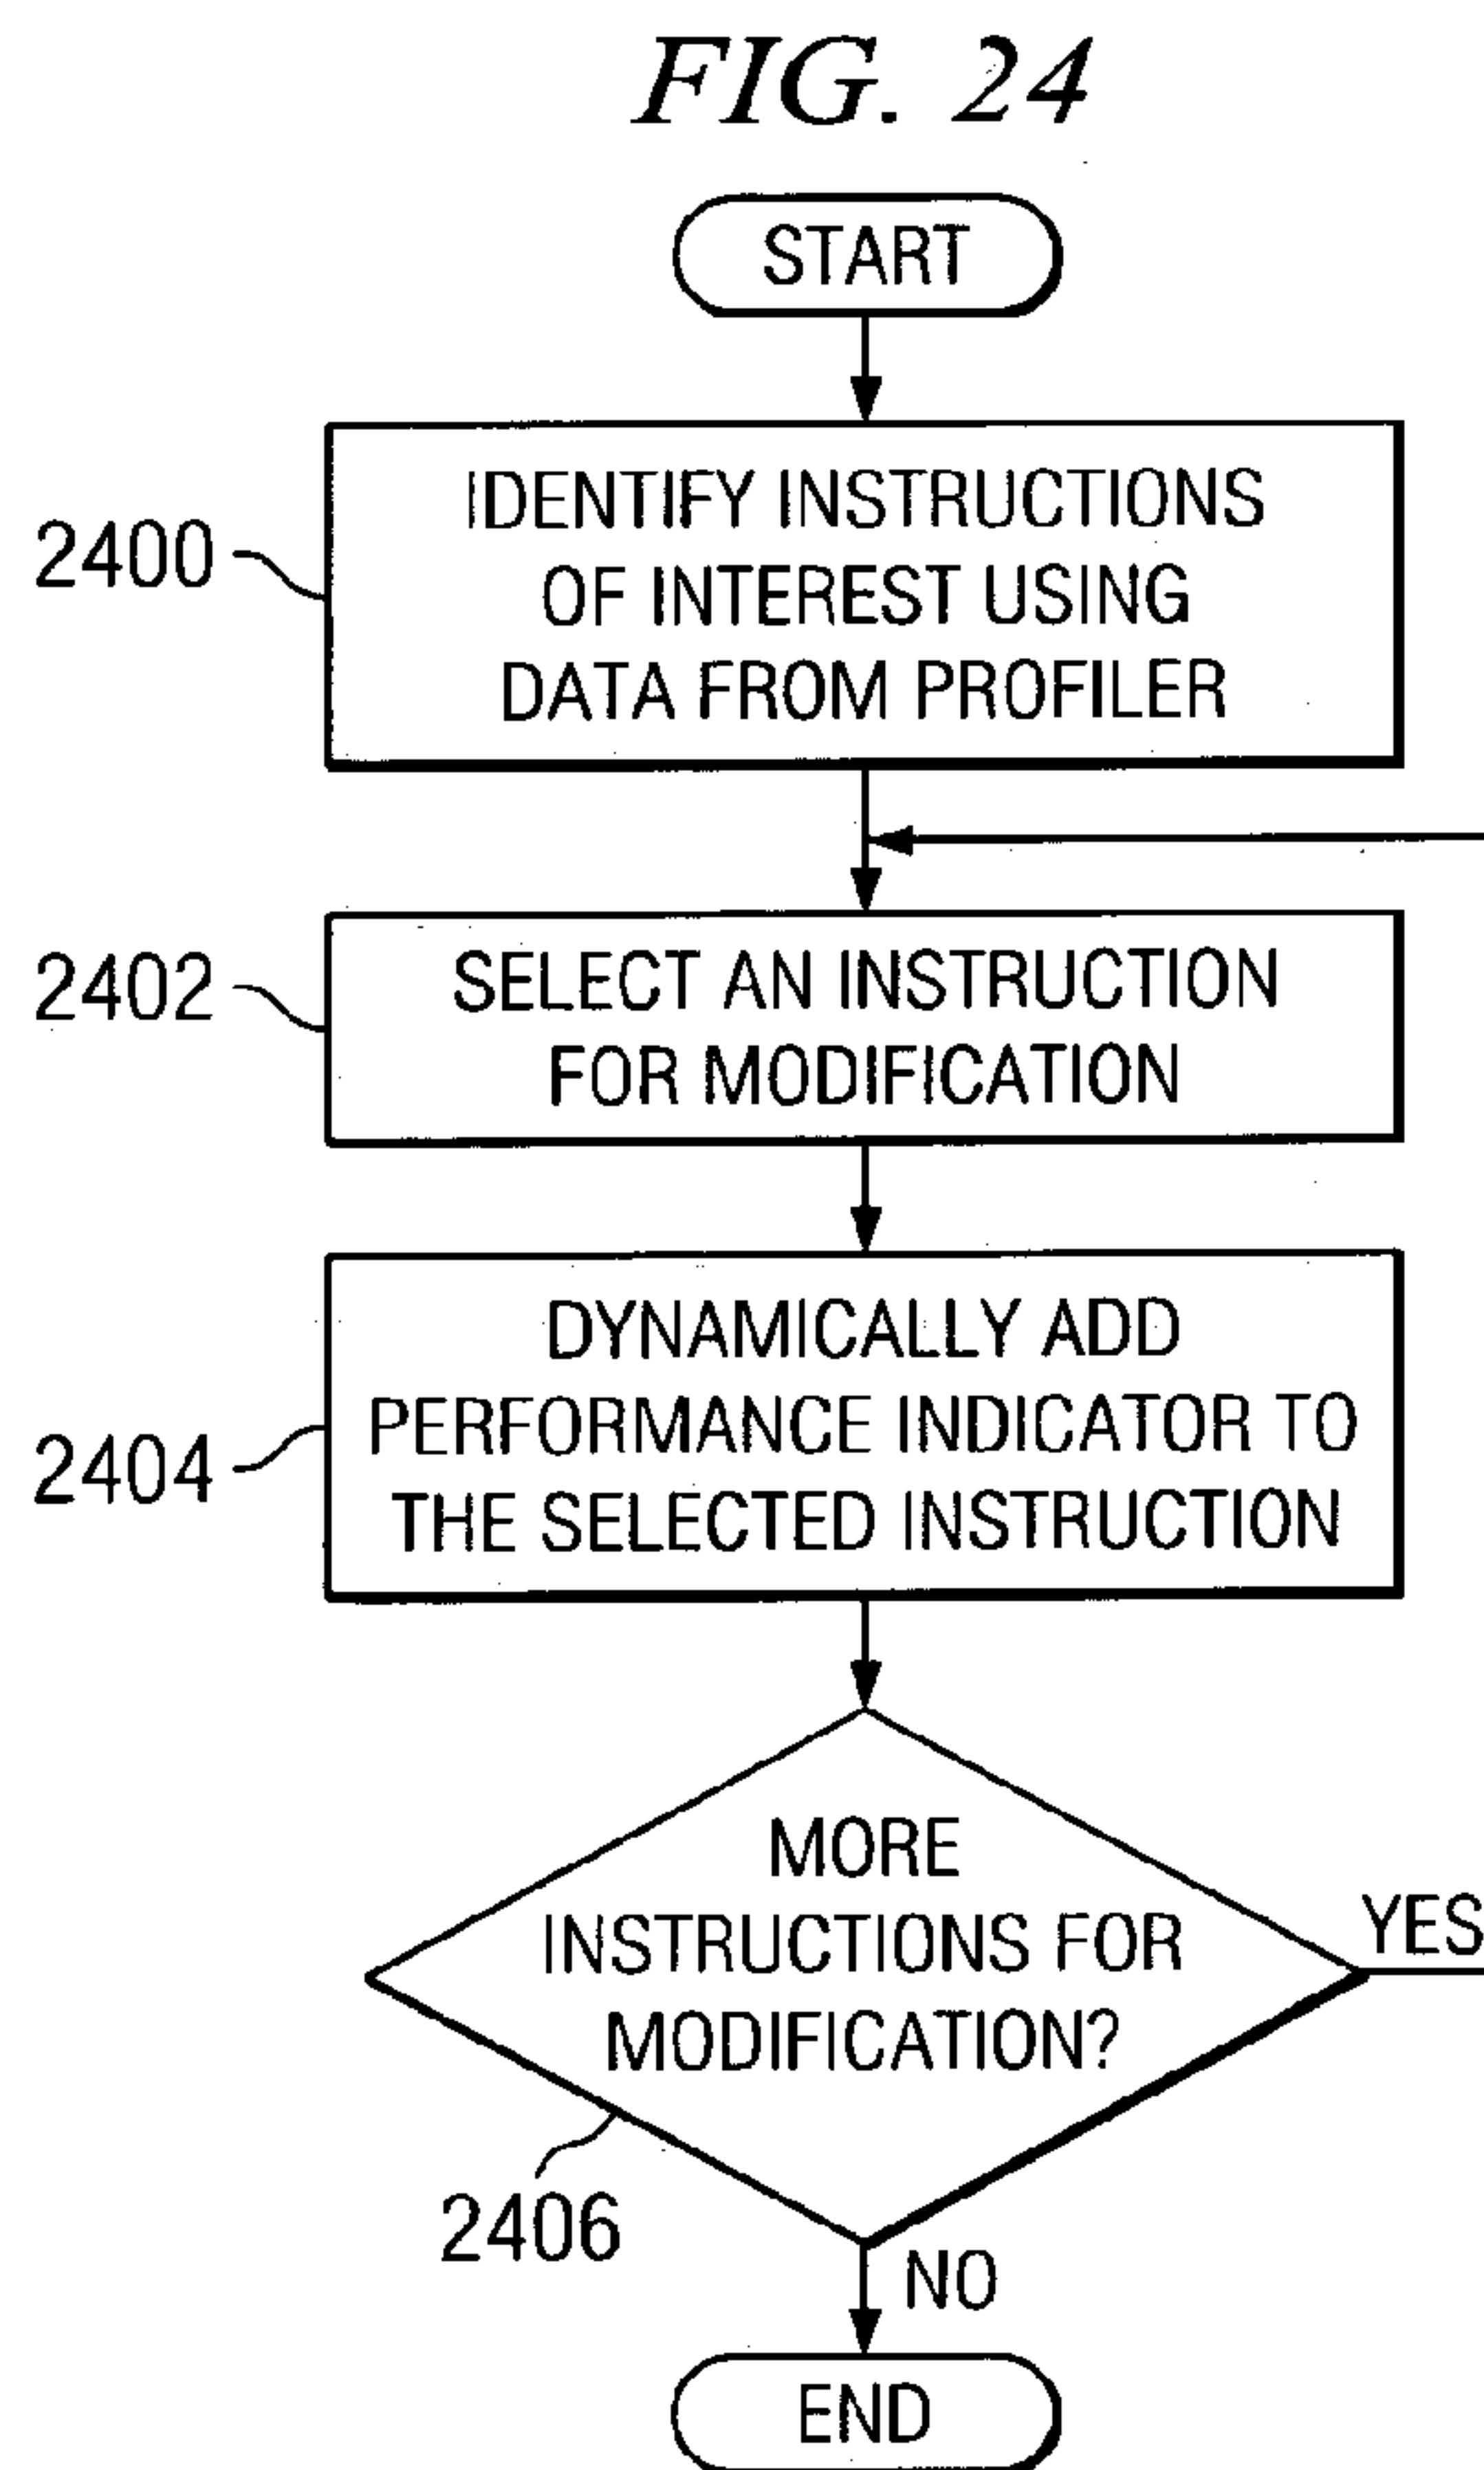 FIG. 24
START
2400
IDENTIFY INSTRUCTIONS
OF INTEREST USING
DATA FROM PROFILER
2402
SELECT AN INSTRUCTION
FOR MODIFICATION
2404
DYNAMICALLY ADD
PERFORMANCE INDICATOR TO
THE SELECTED INSTRUCTION
MORE
INSTRUCTIONS FOR
MODIFICATION?
YES
2406
NO
END